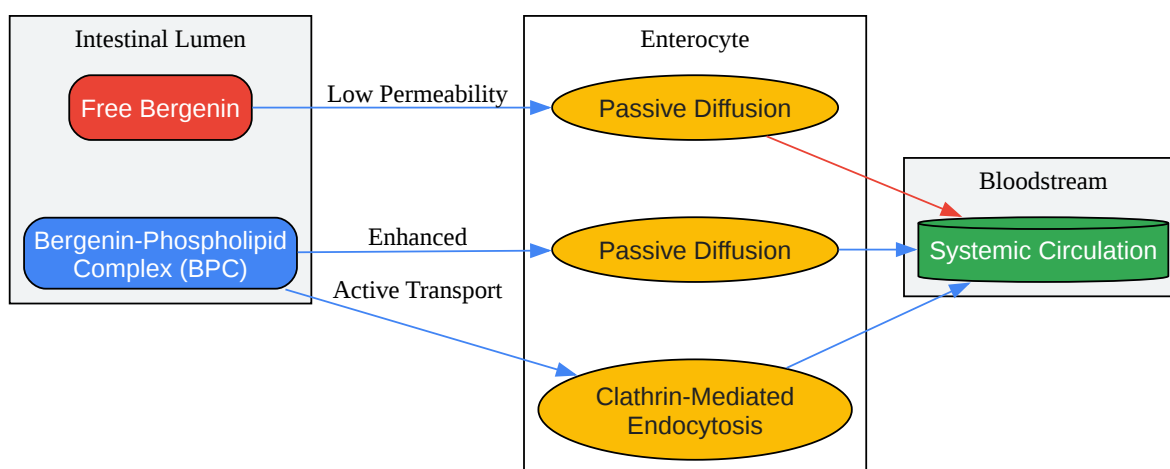 Intestinal Lumen
Enterocyte
Free Bergenin
Low Permeability
Passive Diffusion
Bloodstream
Bergenin-Phospholipid
Complex (BPC)
Enhanced
Passive Diffusion
Systemic Circulation
Active Transport
Clathrin-Mediated
Endocytosis